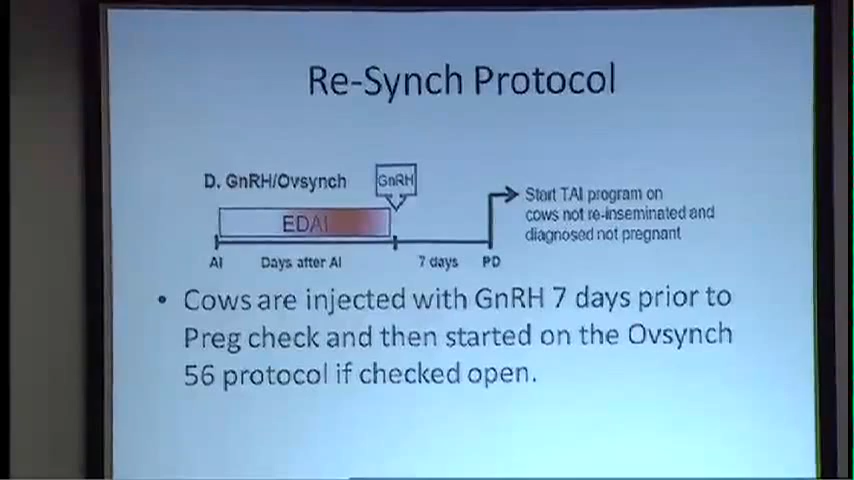 Re-Synch Protocol
D. GnRH/Ovsynch
GnRH
EDAI
Start TAI program on
cows not re-inseminated and
diagnosed not pregnant
AI
Days after AI
7 days
PD
• Cows are injected with GnRH 7 days prior to
Preg check and then started on the Ovsynch
56 protocol if checked open.